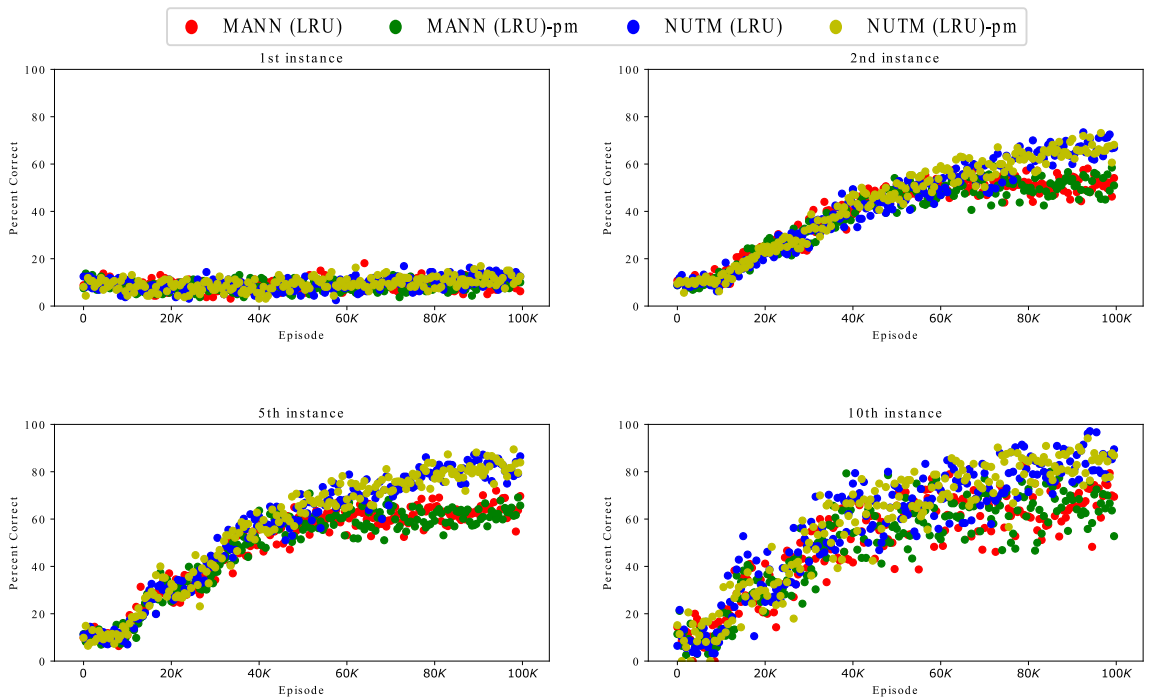 MANN (LRU) MANN (LRU)-pm NUTM (LRU) NUTM (LRU)-pm
1st instance
Percent Correct
100
80
60
40
20
0
0 20K 40K 60K 80K 100K
Episode
2nd instance
Percent Correct
100
80
60
40
20
0
0 20K 40K 60K 80K 100K
Episode
5th instance
Percent Correct
100
80
60
40
20
0
0 20K 40K 60K 80K 100K
Episode
10th instance
Percent Correct
100
80
60
40
20
0
0 20K 40K 60K 80K 100K
Episode